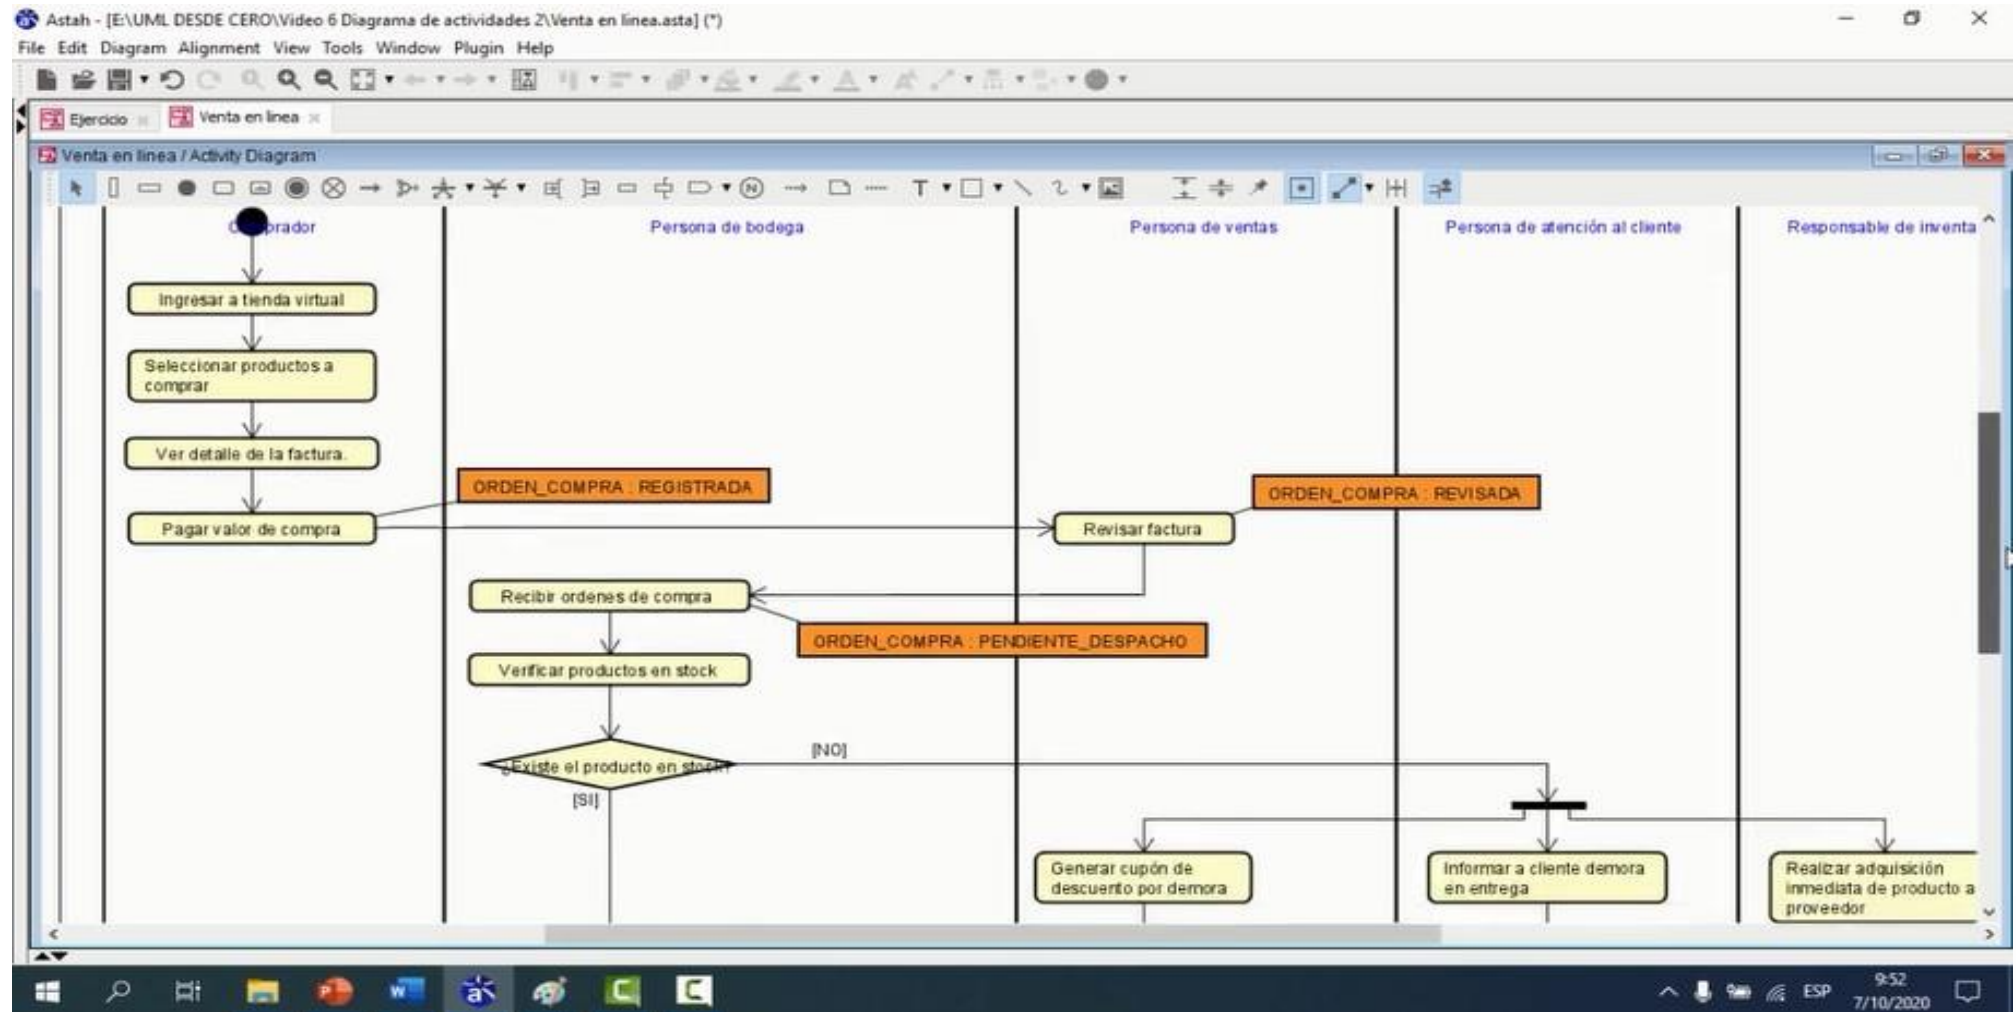 Astah - [E:\UML DESDE CERO\Video 6 Diagrama de actividades 2\Venta en linea.asta] (*)
File Edit Diagram Alignment View Tools Window Plugin Help
Ejercicio
Venta en linea
Venta en linea / Activity Diagram
T
N
Persona de bodega
Persona de ventas
Persona de atención al cliente
Responsable de inventa
Ingresar a tienda virtual
Seleccionar productos a
comprar
Ver detalle de la factura.
ORDEN_COMPRA : REGISTRADA
ORDEN_COMPRA : REVISADA
Pagar valor de compra
Revisar factura
Recibir ordenes de compra
ORDEN_COMPRA : PENDIENTE_DESPACHO
Verificar productos en stock
¿Existe el producto en stock?
[NO]
[SI]
Generar cupón de
descuento por demora
Informar a cliente demora
en entrega
Realizar adquisición
inmediata de producto a
proveedor
ESP
9:52
7/10/2020